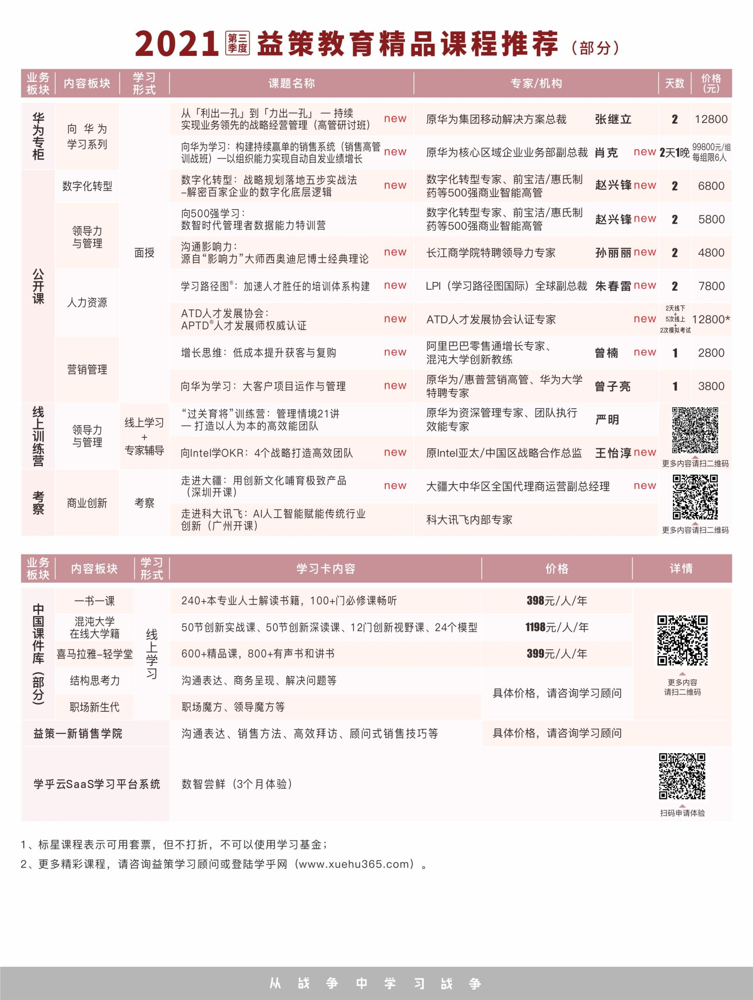 2021 第三季度 益策教育精品课程推荐（部分）
业务板块 内容板块 学习形式 课题名称 专家/机构 天数 价格(元)
华为专柜
向 华 为
学习系列
面授
从「利出一孔」到「力出一孔」 — 持续
实现业务领先的战略经营管理（高管研讨班） new
原华为集团移动解决方案总裁 张继立 2 12800
向华为学习：构建持续赢单的销售系统（销售高管
训战班）—以组织能力实现自动自发业绩增长 new
原华为核心区域企业业务部副总裁 肖克 new 2天1晚 99800元/组
每组限6人
公开课
数字化转型
数字化转型：战略规划落地五步实战法
–解密百家企业的数字化底层逻辑 new
数字化转型专家、前宝洁/惠氏制
药等500强商业智能高管 赵兴锋 new 2 6800
领导力
与管理
向500强学习：
数智时代管理者数据能力特训营
数字化转型专家、前宝洁/惠氏制
药等500强商业智能高管 赵兴锋 new 2 5800
沟通影响力：
源自“影响力”大师西奥迪尼博士经典理论 new
长江商学院特聘领导力专家 孙丽丽 new 2 4800
人力资源
学习路径图®：加速人才胜任的培训体系构建 new
LPI（学习路径图国际）全球副总裁 朱春雷 new 2 7800
ATD人才发展协会：
APTD®人才发展师权威认证 new
ATD人才发展协会认证专家 new
2天线下
+
5次线上
+
2次模拟考试
12800*
营销管理
增长思维：低成本提升获客与复购 new
阿里巴巴零售通增长专家、
混沌大学创新教练 曾楠 new 1 2800
向华为学习：大客户项目运作与管理 new
原华为/惠普营销高管、华为大学
特聘专家 曾子亮 1 3800
线上训练营
领导力
与管理
线上学习
+
专家辅导
“过关育将”训练营：管理情境21讲
— 打造以人为本的高效能团队
原华为资深管理专家、团队执行
效能专家 严明
向Intel学OKR：4个战略打造高效团队 new
原Intel亚太/中国区战略合作总监 王怡淳 new
更多内容请扫二维码
考察
商业创新
考察
走进大疆：用创新文化哺育极致产品
（深圳开课） new
大疆大中华区全国代理商运营副总经理 new
走进科大讯飞：AI人工智能赋能传统行业
创新（广州开课）
科大讯飞内部专家
更多内容请扫二维码
业务板块 内容板块 学习形式 学习卡内容 价格 详情
中国课件库（部分）
线上学习
一书一课 240+本专业人士解读书籍，100+门必修课畅听 398元/人/年
混沌大学
在线大学籍 50节创新实战课、50节创新深读课、12门创新视野课、24个模型 1198元/人/年
喜马拉雅–轻学堂 600+精品课，800+有声书和讲书 399元/人/年
结构思考力 沟通表达、商务呈现、解决问题等
具体价格，请咨询学习顾问
职场新生代 职场魔方、领导魔方等
更多内容
请扫二维码
益策—新销售学院 沟通表达、销售方法、高效拜访、顾问式销售技巧等 具体价格，请咨询学习顾问
学乎云SaaS学习平台系统 数智尝鲜（3个月体验）
扫码申请体验
1、标星课程表示可用套票，但不打折，不可以使用学习基金；
2、更多精彩课程，请咨询益策学习顾问或登陆学乎网（www.xuehu365.com）。
从战争中学习战争